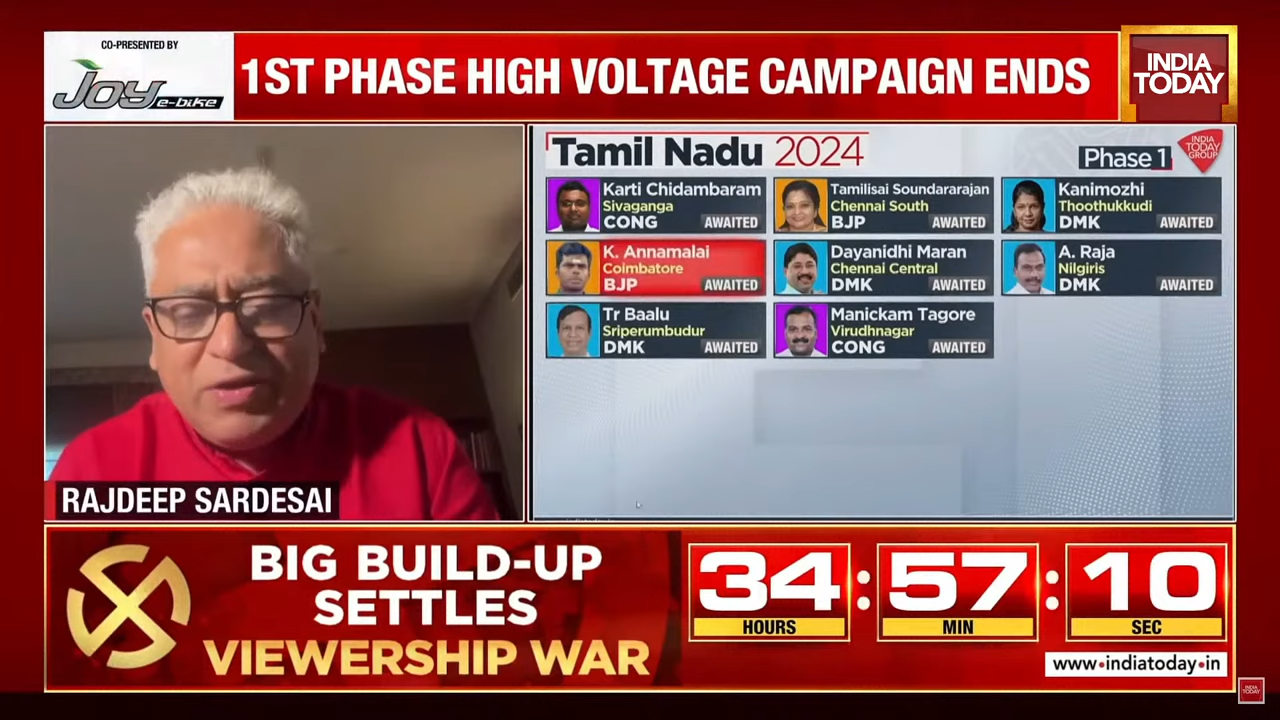 CO-PRESENTED BY
Joy e-bike
1ST PHASE HIGH VOLTAGE CAMPAIGN ENDS
INDIA
TODAY
Tamil Nadu 2024
Phase 1
INDIA
TODAY
GROUP
Karti Chidambaram
Sivaganga
CONG AWAITED
Tamilisai Soundararajan
Chennai South
BJP AWAITED
Kanimozhi
Thoothukkudi
DMK AWAITED
K. Annamalai
Coimbatore
BJP AWAITED
Dayanidhi Maran
Chennai Central
DMK AWAITED
A. Raja
Nilgiris
DMK AWAITED
Tr Baalu
Sriperumbudur
DMK AWAITED
Manickam Tagore
Virudhnagar
CONG AWAITED
RAJDEEP SARDESAI
BIG BUILD-UP
SETTLES
VIEWERSHIP WAR
34 : 57 : 10
HOURS MIN SEC
www•indiatoday•in
INDIA
TODAY